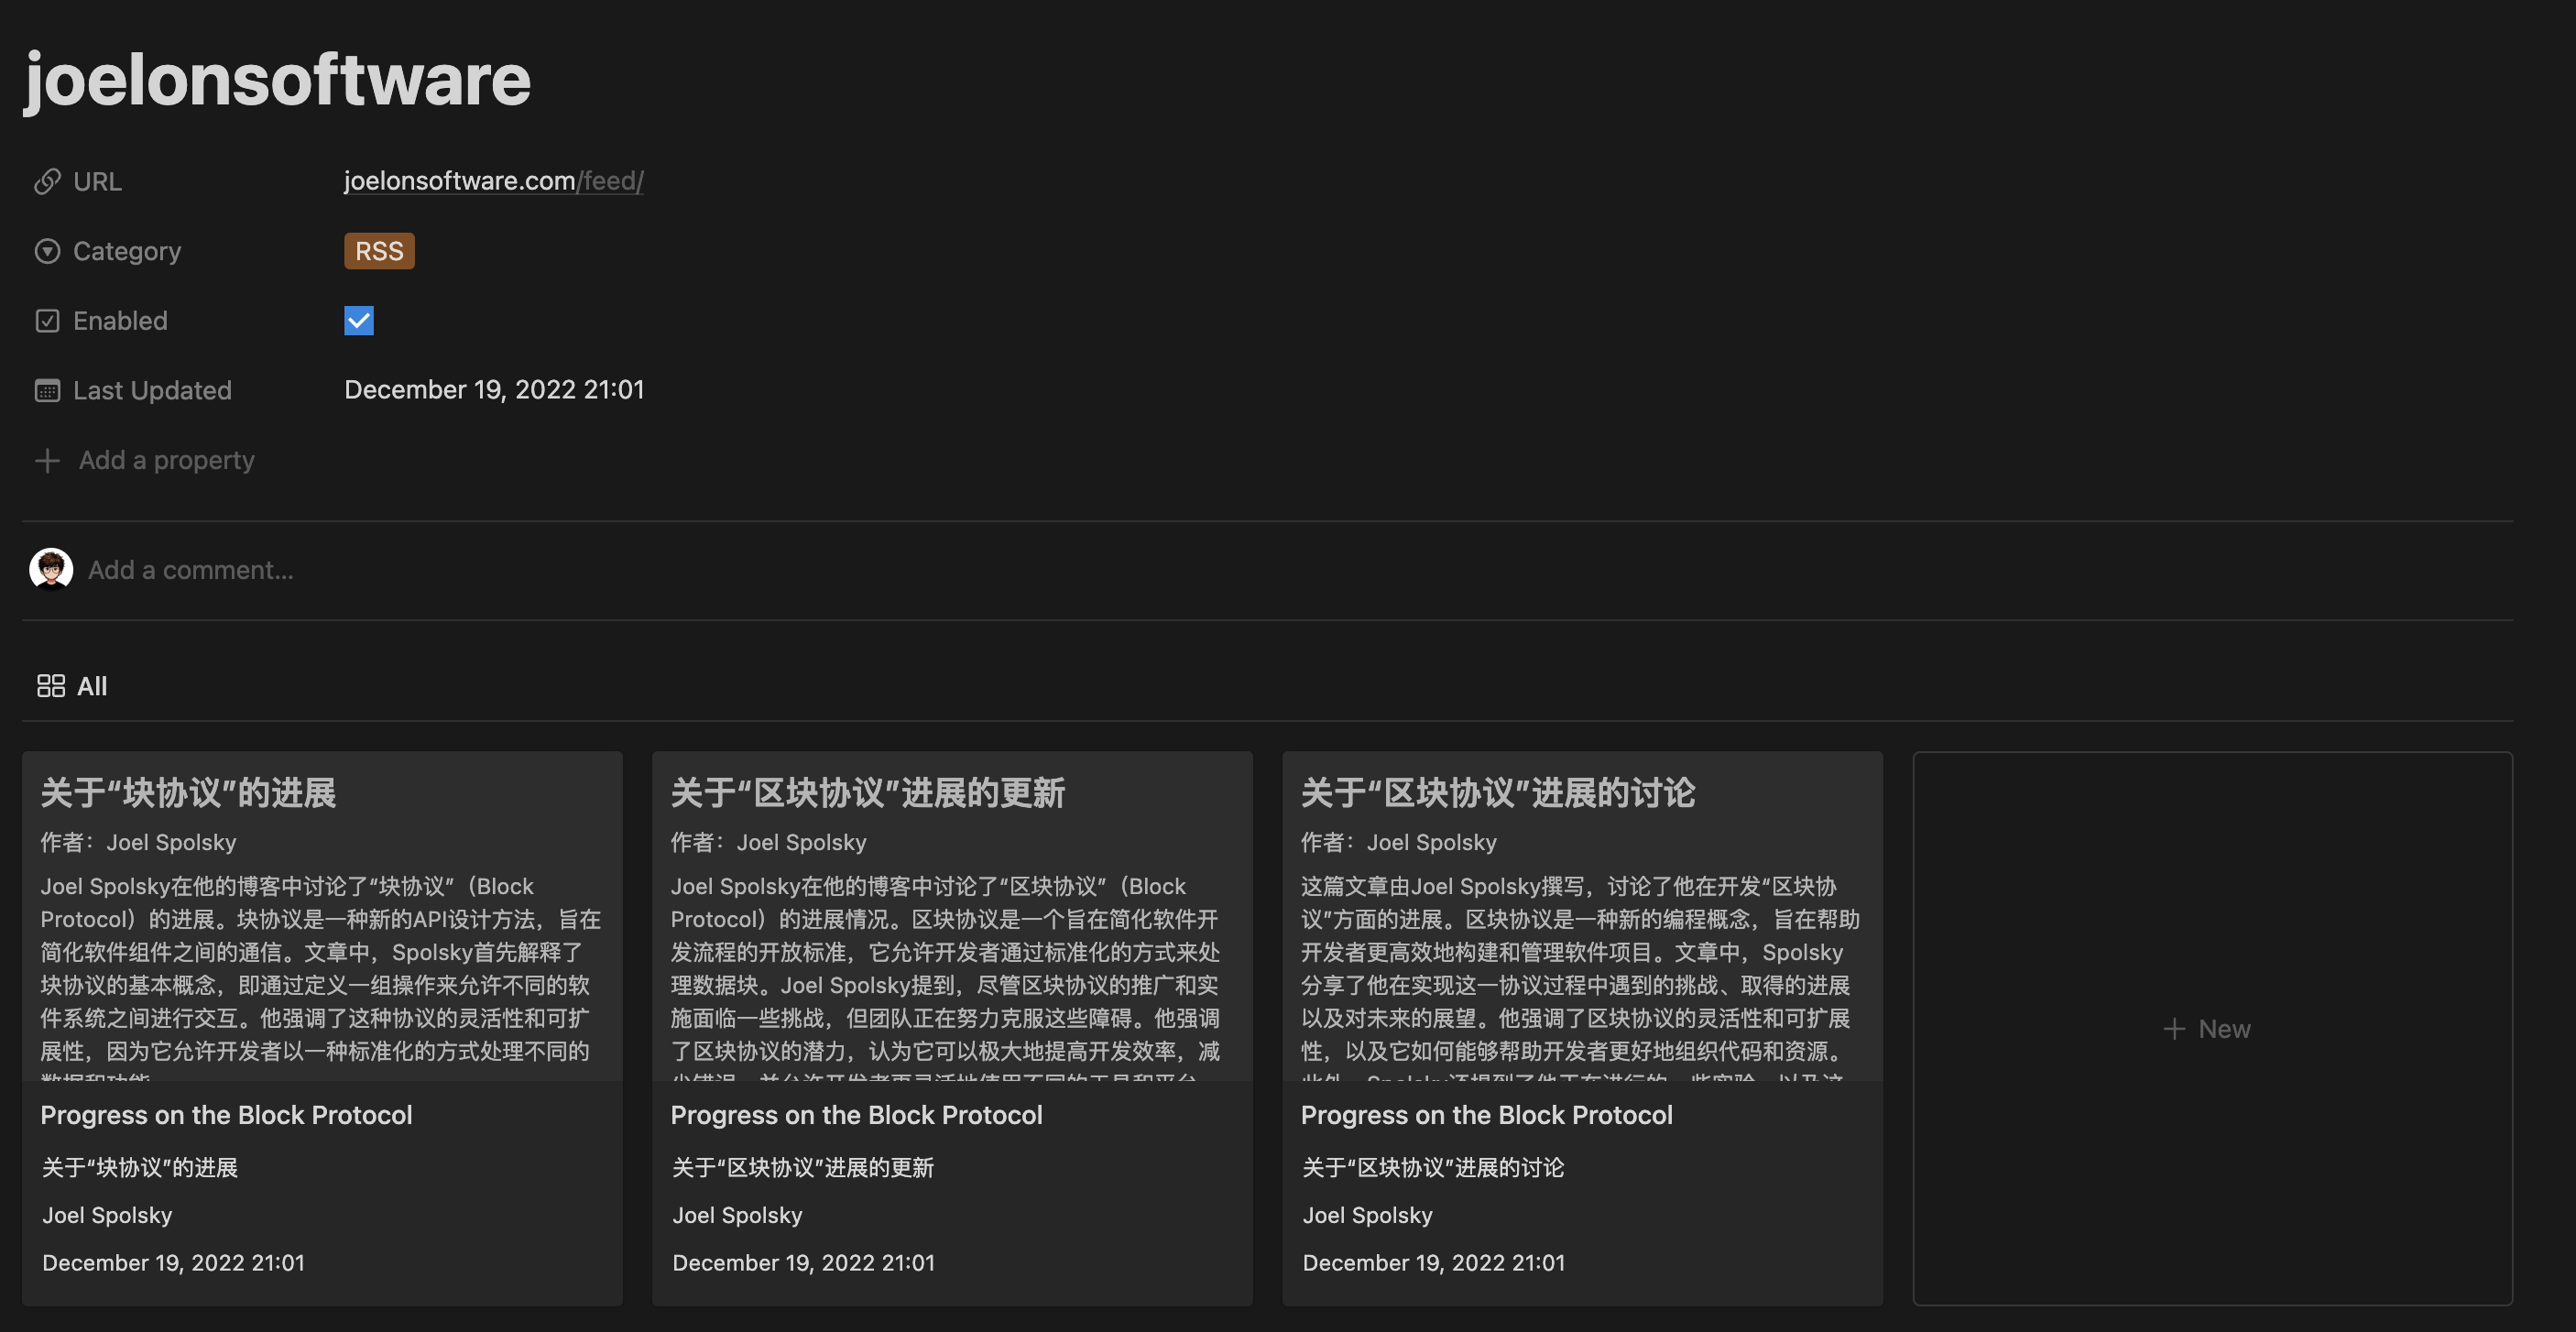 joelonsoftware
URL
joelonsoftware.com/feed/
Category
RSS
Enabled
Last Updated
December 19, 2022 21:01
Add a property
Add a comment...
All
关于“块协议”的进展
作者：Joel Spolsky
Joel Spolsky在他的博客中讨论了“块协议”（Block
Protocol）的进展。块协议是一种新的API设计方法，旨在
简化软件组件之间的通信。文章中，Spolsky首先解释了
块协议的基本概念，即通过定义一组操作来允许不同的软
件系统之间进行交互。他强调了这种协议的灵活性和可扩
展性，因为它允许开发者以一种标准化的方式处理不同的
Progress on the Block Protocol
关于“块协议”的进展
Joel Spolsky
December 19, 2022 21:01
关于“区块协议”进展的更新
作者：Joel Spolsky
Joel Spolsky在他的博客中讨论了“区块协议”（Block
Protocol）的进展情况。区块协议是一个旨在简化软件开
发流程的开放标准，它允许开发者通过标准化的方式来处
理数据块。Joel Spolsky提到，尽管区块协议的推广和实
施面临一些挑战，但团队正在努力克服这些障碍。他强调
了区块协议的潜力，认为它可以极大地提高开发效率，减
Progress on the Block Protocol
关于“区块协议”进展的更新
Joel Spolsky
December 19, 2022 21:01
关于“区块协议”进展的讨论
作者：Joel Spolsky
这篇文章由Joel Spolsky撰写，讨论了他在开发“区块协
议”方面的进展。区块协议是一种新的编程概念，旨在帮助
开发者更高效地构建和管理软件项目。文章中，Spolsky
分享了他在实现这一协议过程中遇到的挑战、取得的进展
以及对未来的展望。他强调了区块协议的灵活性和可扩展
性，以及它如何能够帮助开发者更好地组织代码和资源。
Progress on the Block Protocol
关于“区块协议”进展的讨论
Joel Spolsky
December 19, 2022 21:01
New